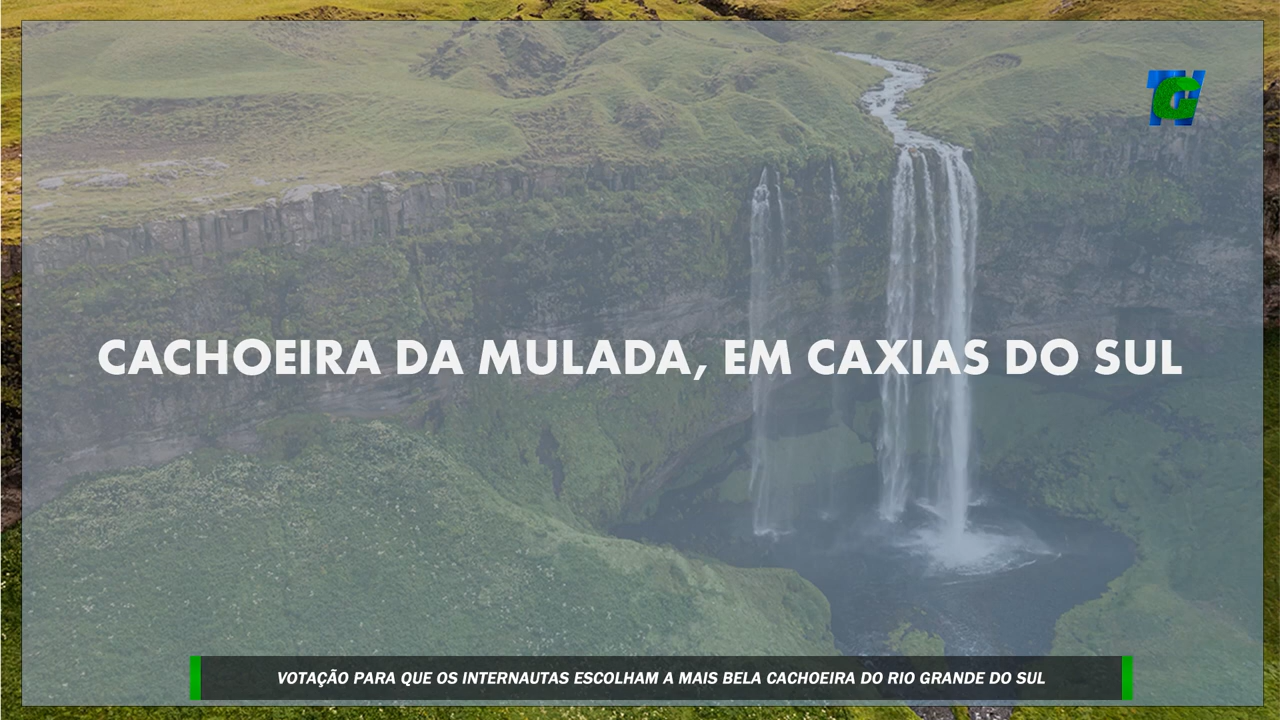 TG
CACHOEIRA DA MULADA, EM CAXIAS DO SUL
VOTAÇÃO PARA QUE OS INTERNAUTAS ESCOLHAM A MAIS BELA CACHOEIRA DO RIO GRANDE DO SUL